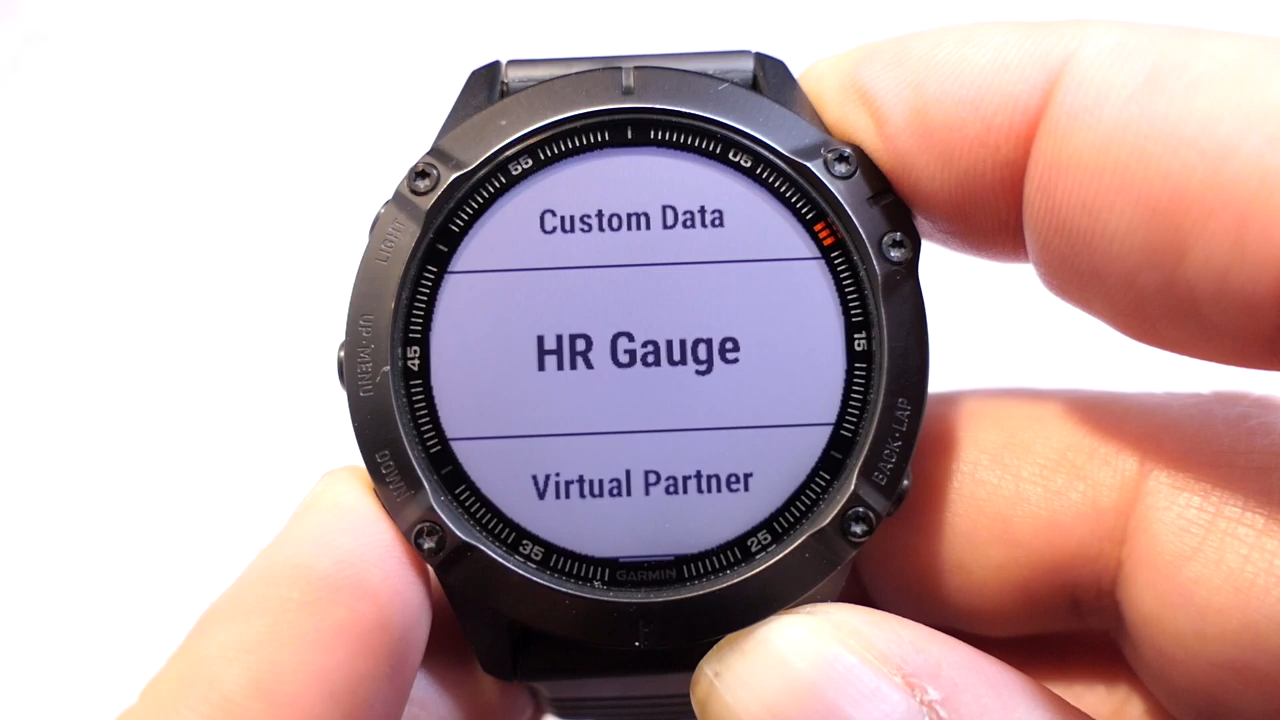 55
05
LIGHT
Custom Data
UP·MENU
45
HR Gauge
15
DOWN
Virtual Partner
BACK·LAP
35
25
GARMIN